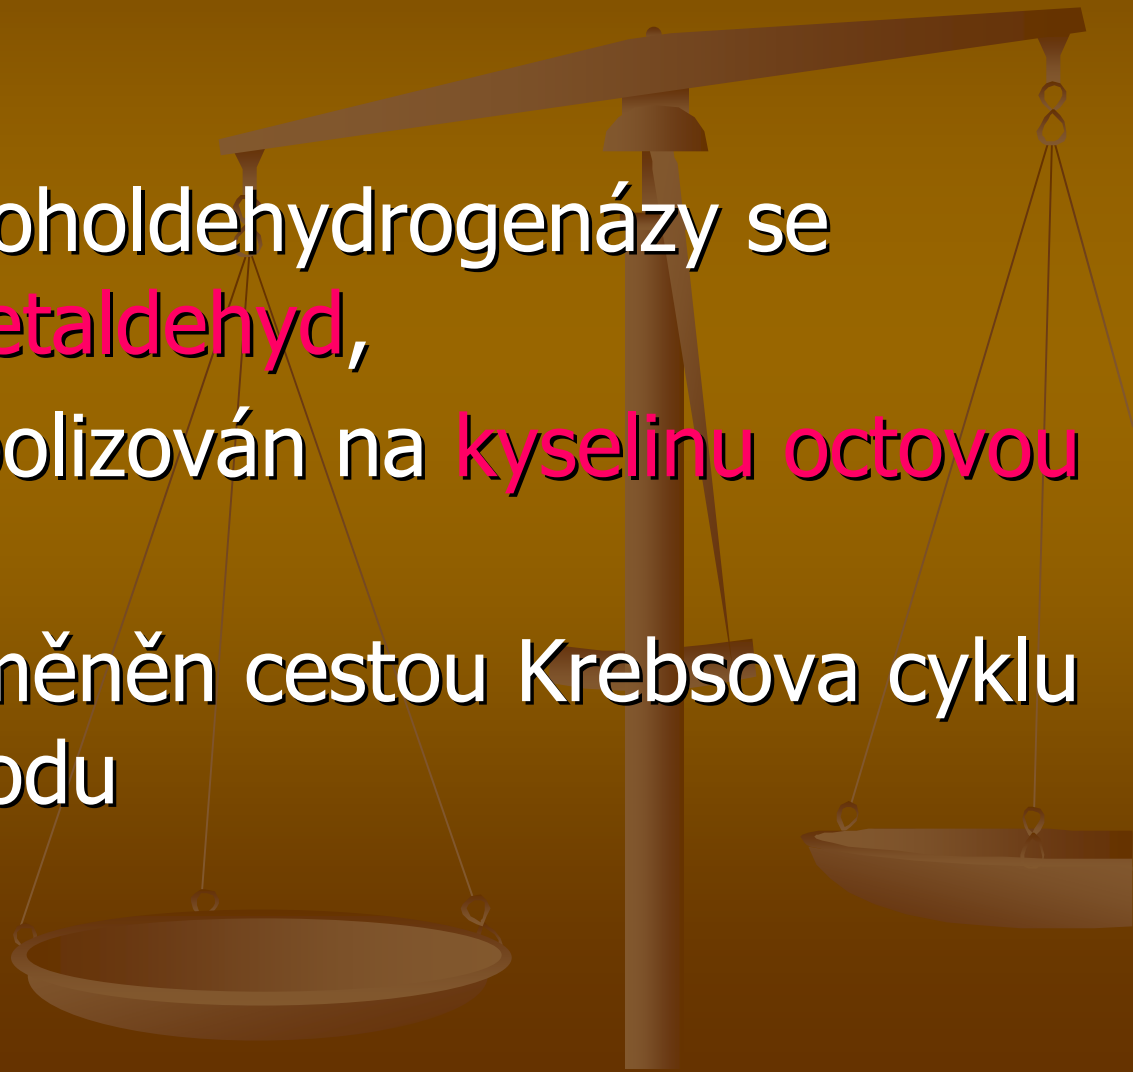 oholdehydrogenázy se
etaldehyd,
olizován na kyselinu octovou
měněn cestou Krebsova cyklu
odu